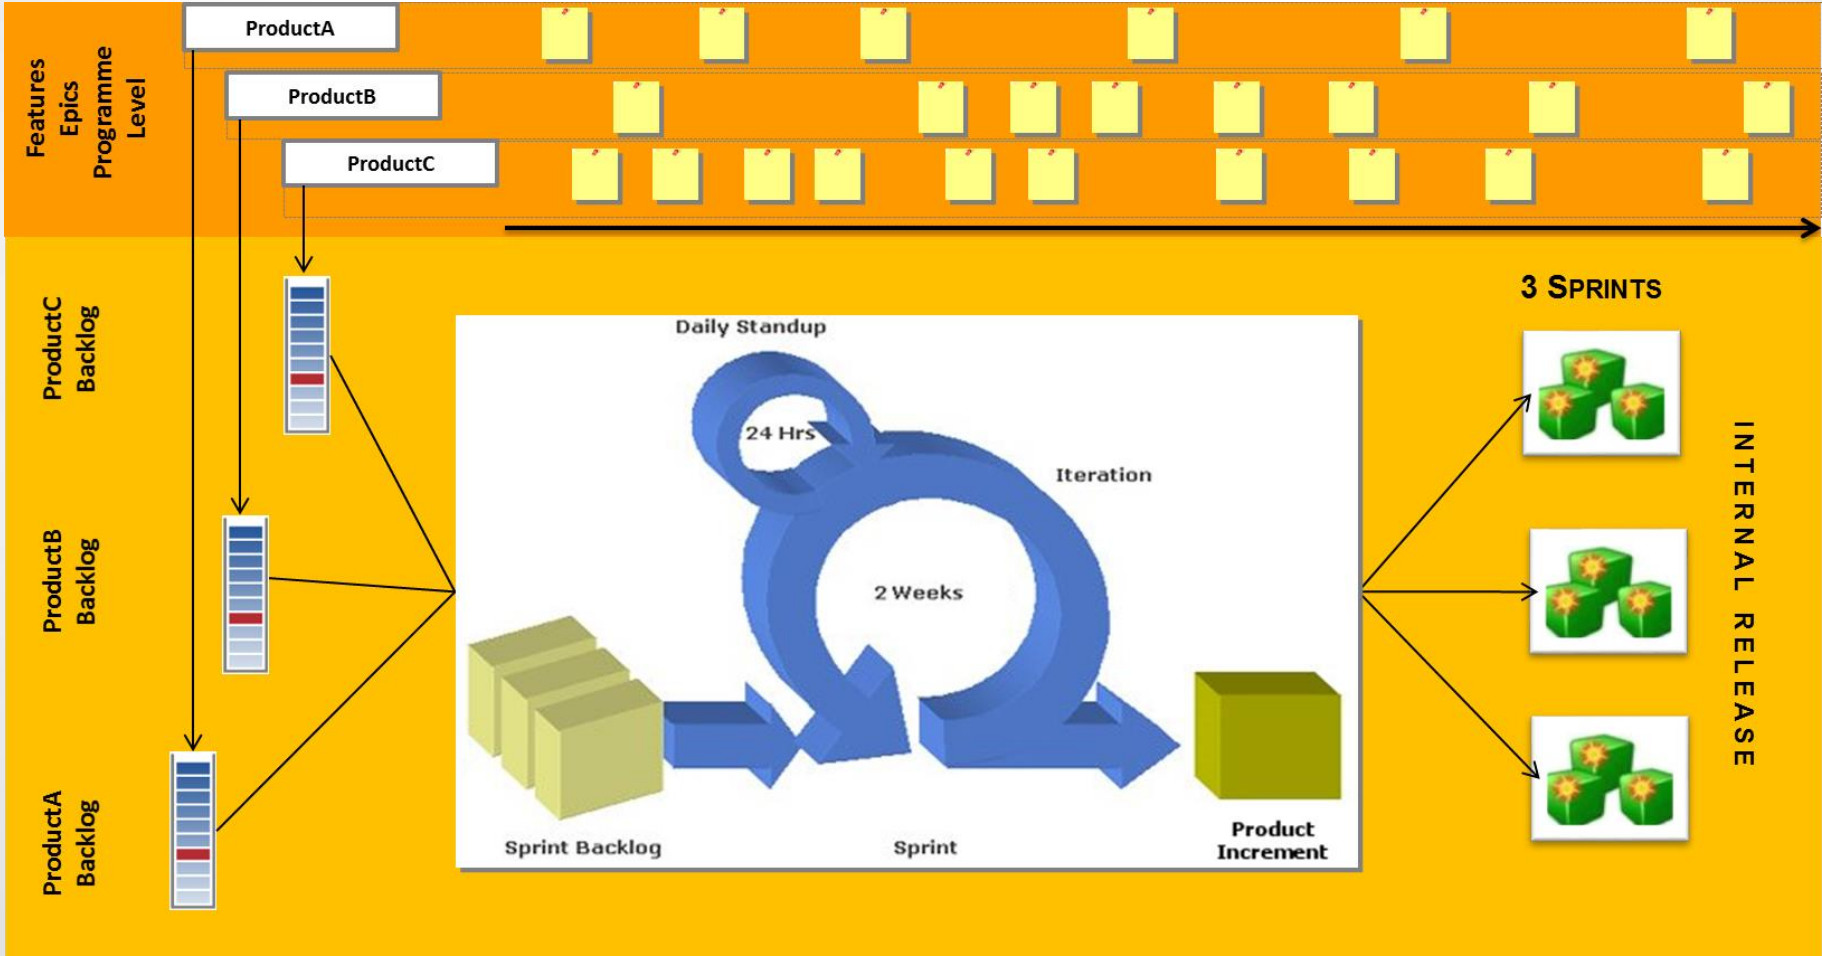 Features
Epics
Programme
Level
ProductA
ProductB
ProductC
ProductC
Backlog
ProductB
Backlog
ProductA
Backlog
Daily Standup
24 Hrs
Iteration
2 Weeks
Sprint Backlog
Sprint
Product
Increment
3 SPRINTS
INTERNAL RELEASE